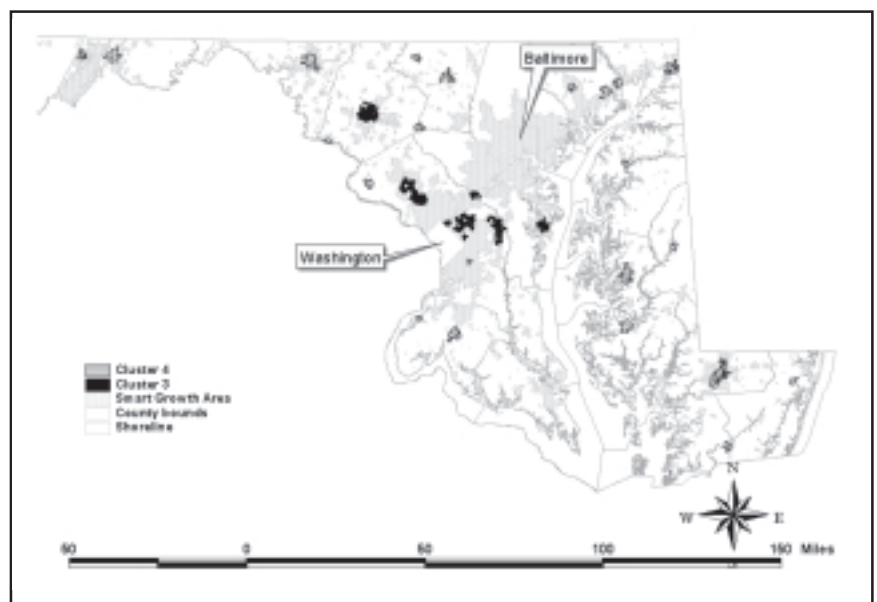 Baltimore
Washington
Cluster 4
Cluster 3
Smart Growth Area
County bounds
Shoreline
N
W E
50 0 50 100 150 Miles